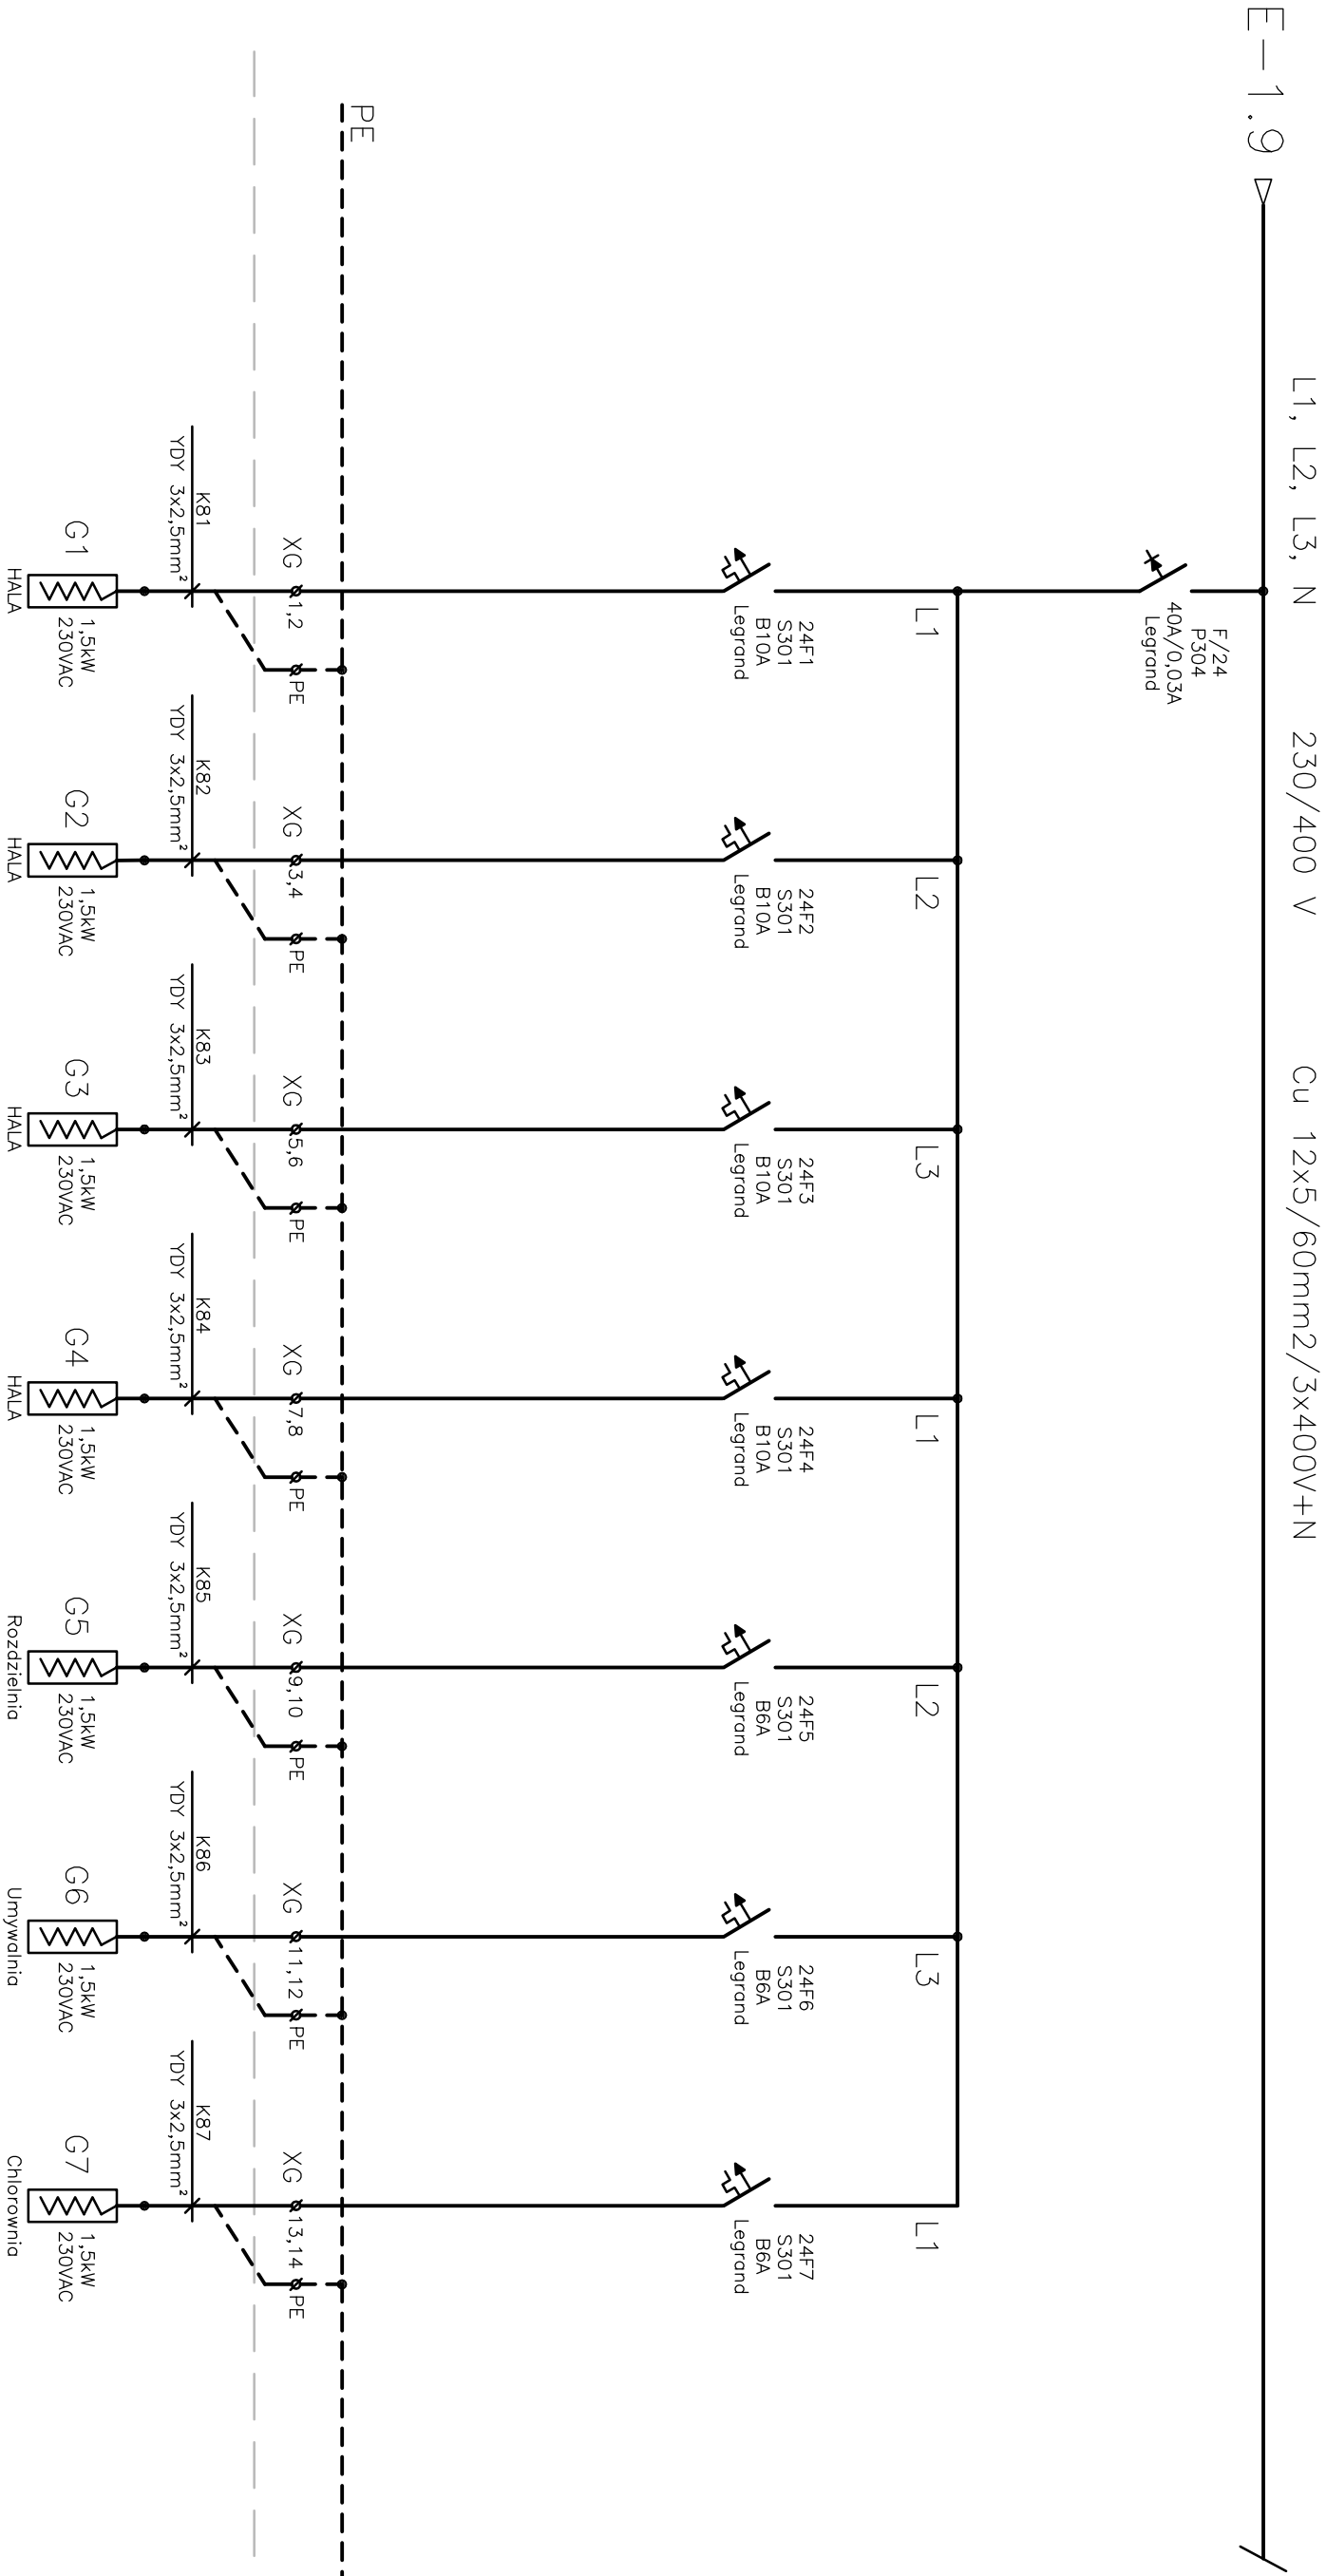 E-1.9
L1, L2, L3, N 230/400 V Cu 12x5/60mm2/3x400V+N
F/24
P304
40A/0,03A
Legrand
L1
L2
L3
L1
L2
L3
L1
24F1
S301
B10A
Legrand
24F2
S301
B10A
Legrand
24F3
S301
B10A
Legrand
24F4
S301
B10A
Legrand
24F5
S301
B6A
Legrand
24F6
S301
B6A
Legrand
24F7
S301
B6A
Legrand
PE
XG 1,2 PE
XG 3,4 PE
XG 5,6 PE
XG 7,8 PE
XG 9,10 PE
XG 11,12 PE
XG 13,14 PE
K81
YDY 3x2,5mm²
K82
YDY 3x2,5mm²
K83
YDY 3x2,5mm²
K84
YDY 3x2,5mm²
K85
YDY 3x2,5mm²
K86
YDY 3x2,5mm²
K87
YDY 3x2,5mm²
G1
1,5kW
230VAC
HALA
G2
1,5kW
230VAC
HALA
G3
1,5kW
230VAC
HALA
G4
1,5kW
230VAC
HALA
G5
1,5kW
230VAC
Rozdzielnia
G6
1,5kW
230VAC
Umywalnia
G7
1,5kW
230VAC
Chlorownia